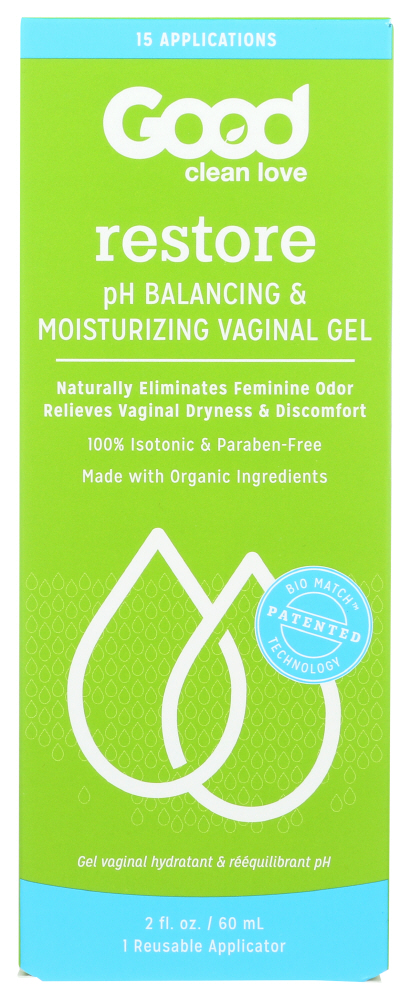 15 APPLICATIONS
Good
clean love
restore
pH BALANCING &
MOISTURIZING VAGINAL GEL
Naturally Eliminates Feminine Odor
Relieves Vaginal Dryness & Discomfort
100% Isotonic & Paraben-Free
Made with Organic Ingredients
BIO MATCH™
PATENTED
TECHNOLOGY
Gel vaginal hydratant & rééquilibrant pH
2 fl. oz. / 60 mL
1 Reusable Applicator